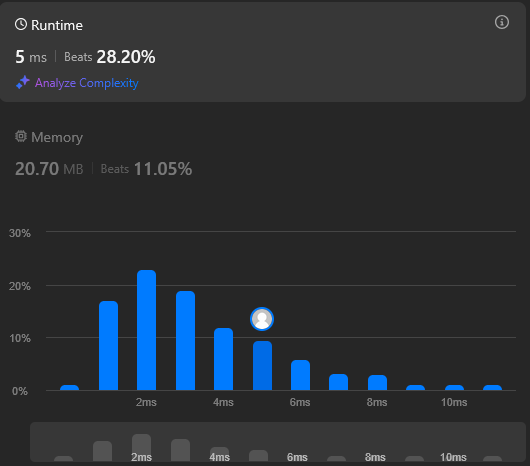 Runtime
5 ms | Beats 28.20%
Analyze Complexity
Memory
20.70 MB | Beats 11.05%
30%
20%
10%
0%
2ms 4ms 6ms 8ms 10ms
2ms 4ms 6ms 8ms 10ms